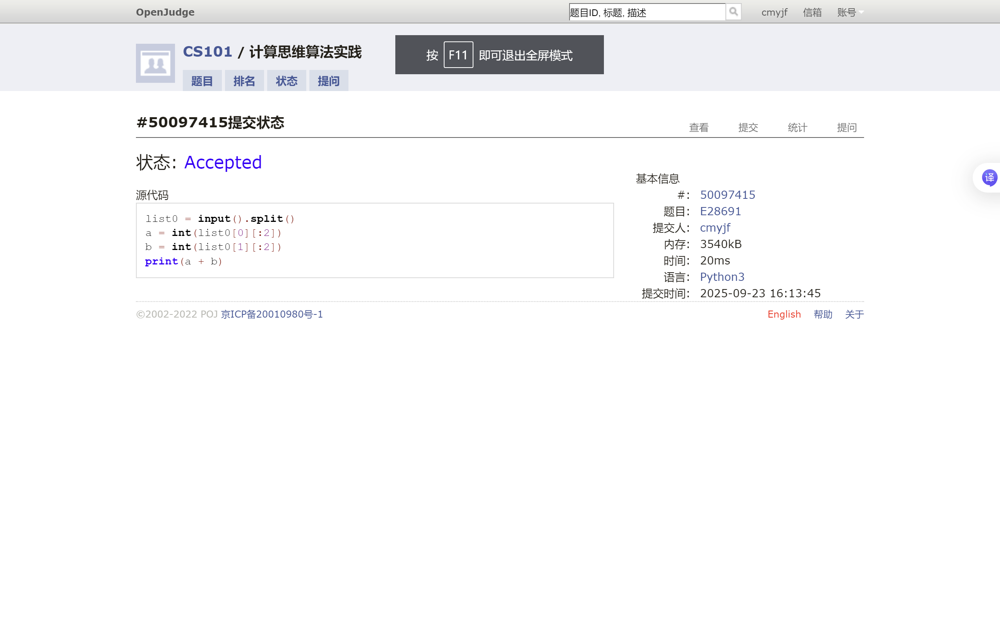 OpenJudge
题目ID, 标题, 描述
cmyjf 信箱 账号
CS101 / 计算思维算法实践
按 F11 即可退出全屏模式
题目 排名 状态 提问
#50097415提交状态
查看 提交 统计 提问
状态: Accepted
译
源代码
list0 = input().split()
a = int(list0[0][:2])
b = int(list0[1][:2])
print(a + b)
基本信息
#: 50097415
题目: E28691
提交人: cmyjf
内存: 3540kB
时间: 20ms
语言: Python3
提交时间: 2025-09-23 16:13:45
©2002-2022 POJ 京ICP备20010980号-1
English 帮助 关于